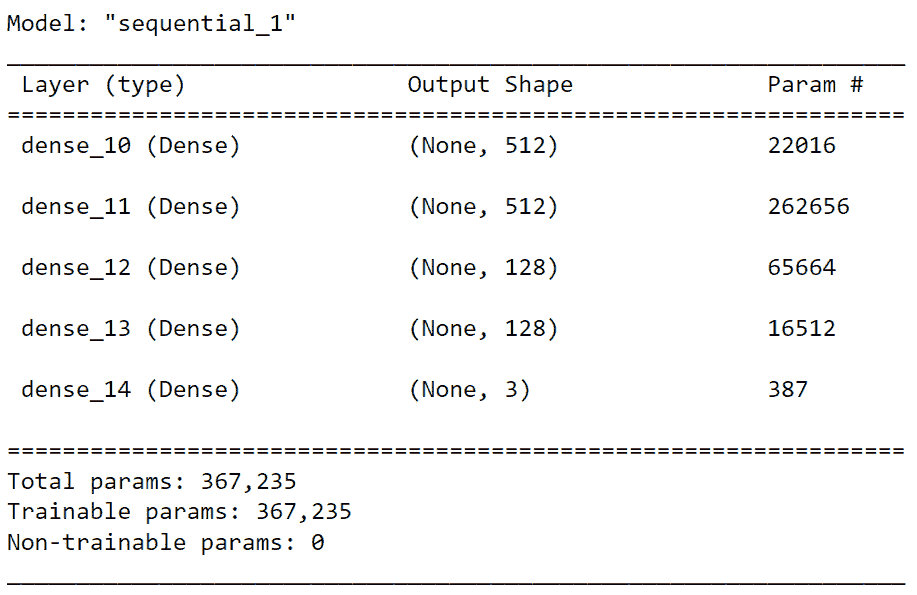 Model: "sequential_1"
_________________________________________________________________
Layer (type) Output Shape Param #
=================================================================
dense_10 (Dense) (None, 512) 22016
dense_11 (Dense) (None, 512) 262656
dense_12 (Dense) (None, 128) 65664
dense_13 (Dense) (None, 128) 16512
dense_14 (Dense) (None, 3) 387
=================================================================
Total params: 367,235
Trainable params: 367,235
Non-trainable params: 0
_________________________________________________________________